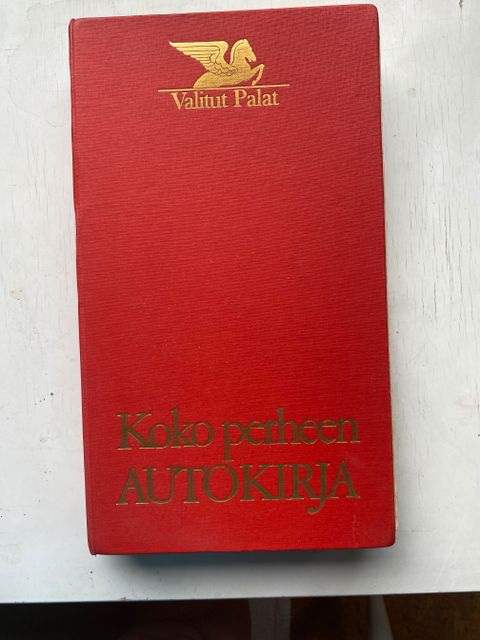 Valitut Palat
Koko perheen
AUTOKIRJA